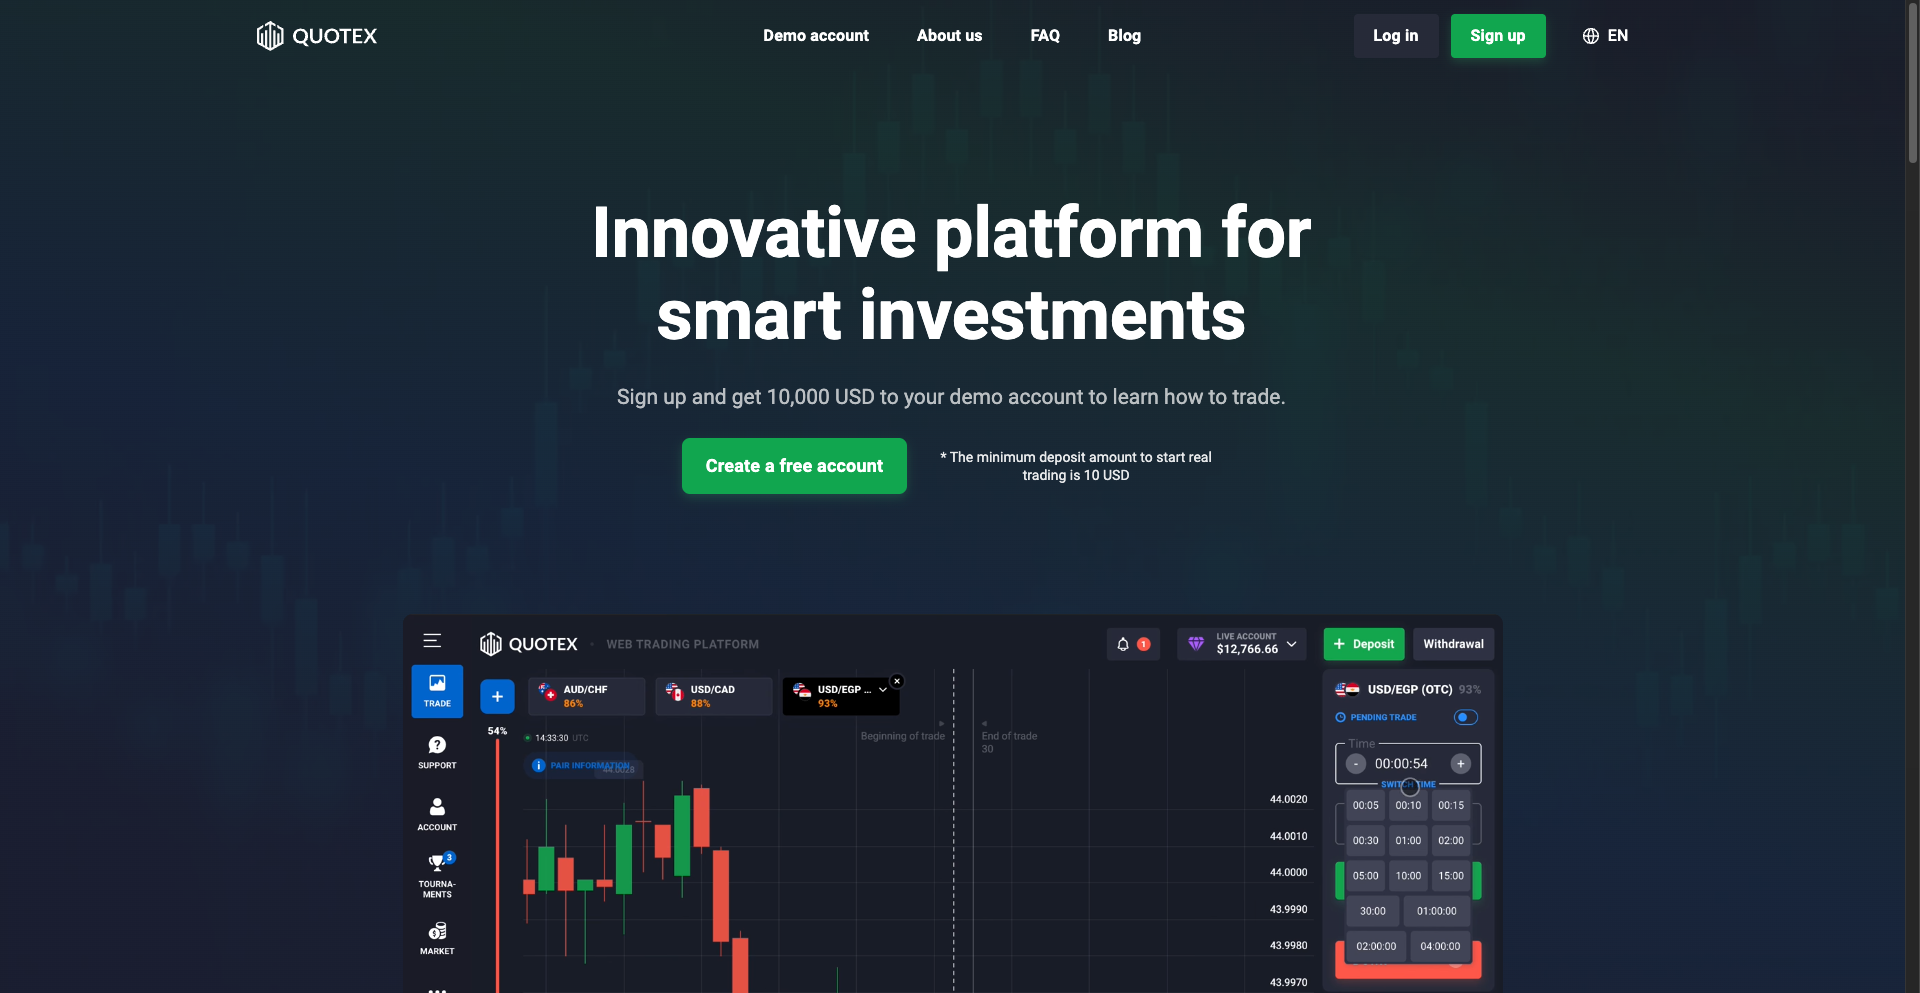 QUOTEX
Demo account
About us
FAQ
Blog
Log in
Sign up
EN
Innovative platform for
smart investments
Sign up and get 10,000 USD to your demo account to learn how to trade.
Create a free account
* The minimum deposit amount to start real
trading is 10 USD
QUOTEX
WEB TRADING PLATFORM
1
LIVE ACCOUNT
$12,766.66
+ Deposit
Withdrawal
TRADE
SUPPORT
ACCOUNT
3
TOURNA-
MENTS
MARKET
+
AUD/CHF
86%
USD/CAD
88%
USD/EGP ...
93%
54%
14:33:30 UTC
PAIR INFORMATION
44.0028
Beginning of trade
End of trade
30
44.0020
44.0010
44.0000
43.9990
43.9980
43.9970
USD/EGP (OTC) 93%
PENDING TRADE
Time
- 00:00:54 +
SWITCH TIME
00:05 00:10 00:15
00:30 01:00 02:00
05:00 10:00 15:00
30:00 01:00:00
02:00:00 04:00:00